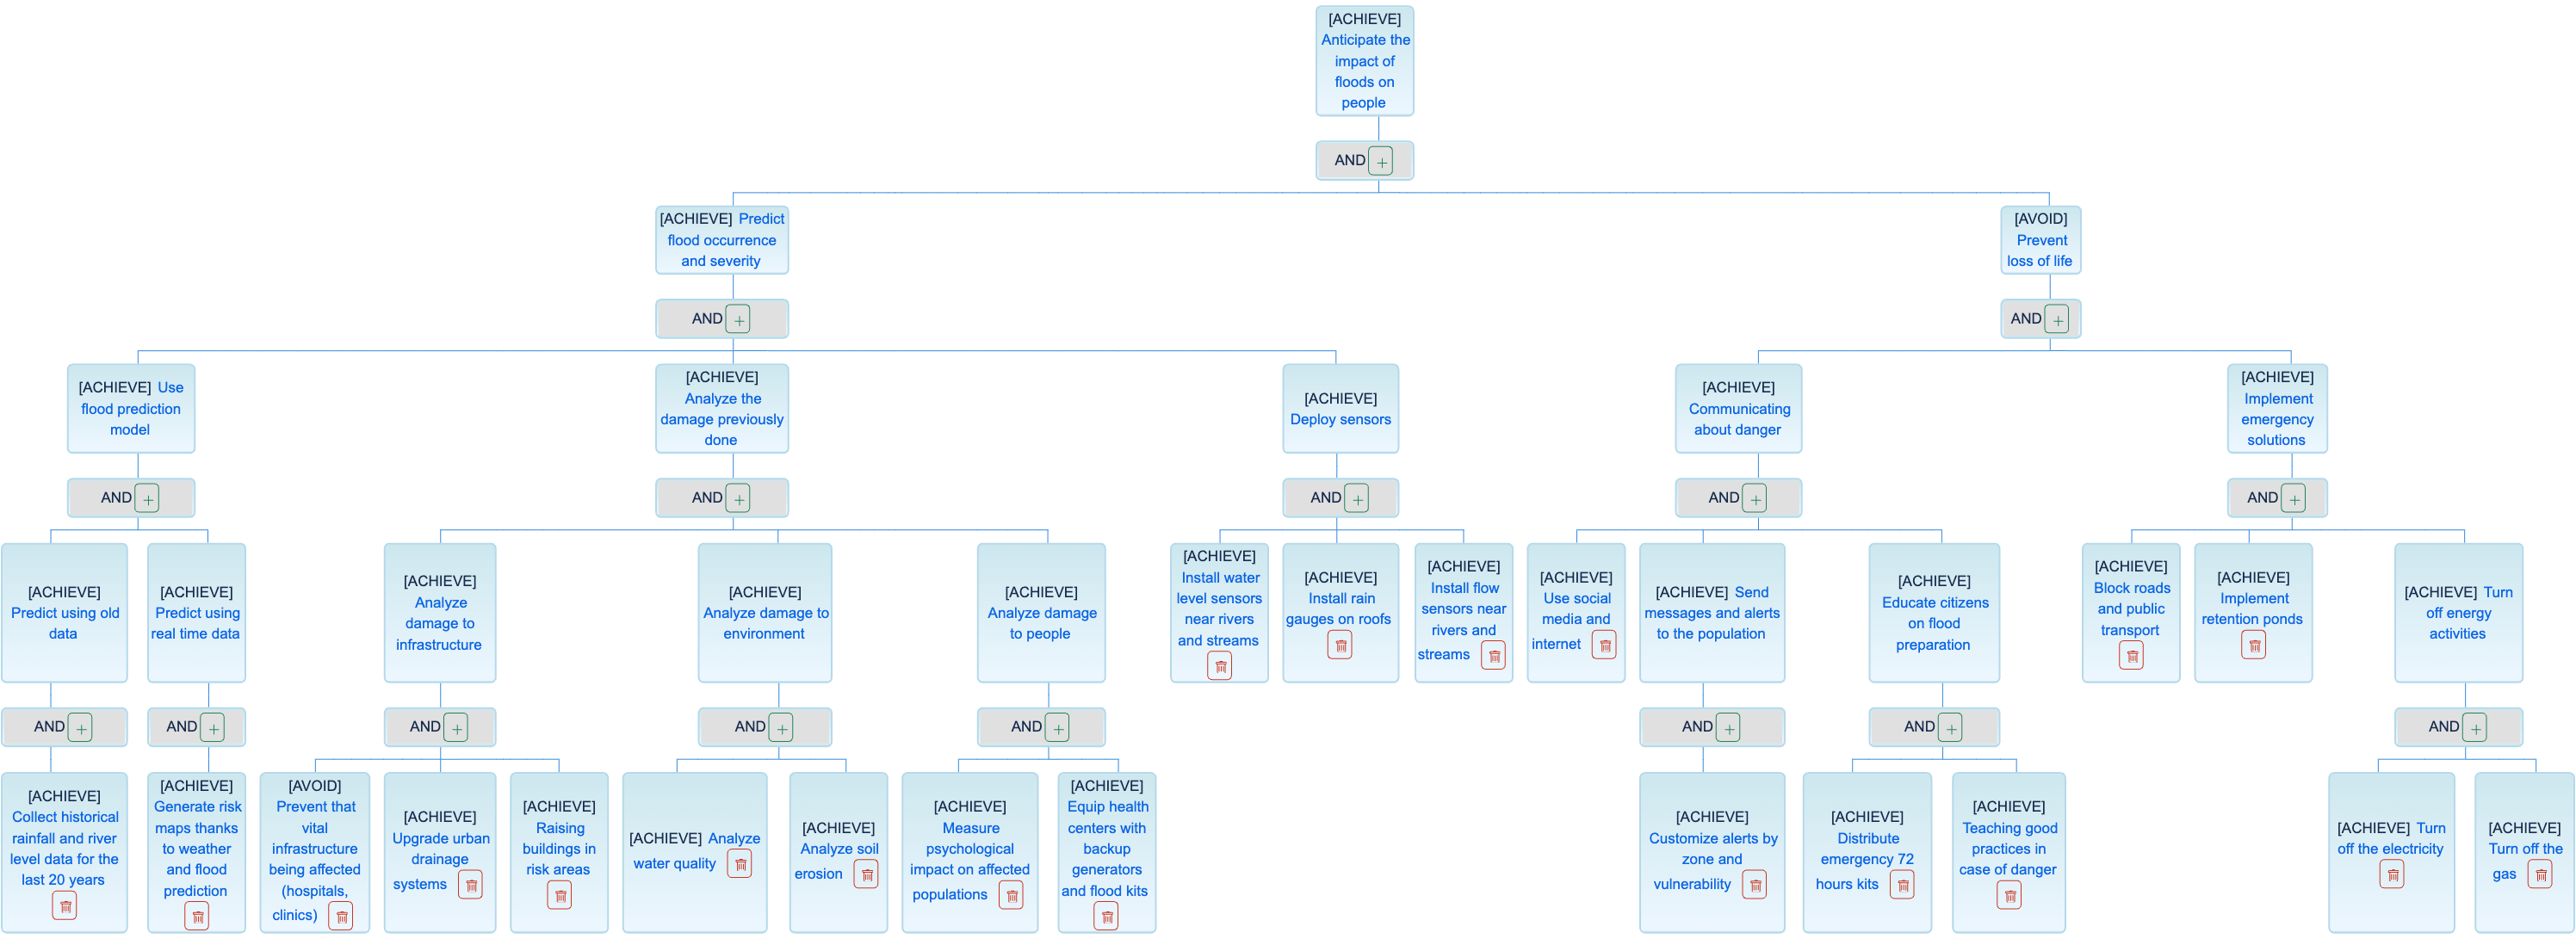 [ACHIEVE]
Anticipate the
impact of
floods on
people
AND
[ACHIEVE] Predict
flood occurrence
and severity
[AVOID]
Prevent
loss of life
AND
AND
[ACHIEVE] Use
flood prediction
model
[ACHIEVE]
Analyze the
damage previously
done
[ACHIEVE]
Deploy sensors
[ACHIEVE]
Communicating
about danger
[ACHIEVE]
Implement
emergency
solutions
AND
AND
AND
AND
AND
[ACHIEVE]
Predict using old
data
[ACHIEVE]
Predict using
real time data
[ACHIEVE]
Analyze
damage to
infrastructure
[ACHIEVE]
Analyze damage to
environment
[ACHIEVE]
Analyze damage
to people
[ACHIEVE]
Install water
level sensors
near rivers
and streams
[ACHIEVE]
Install rain
gauges on roofs
[ACHIEVE]
Install flow
sensors near
rivers and
streams
[ACHIEVE]
Use social
media and
internet
[ACHIEVE] Send
messages and alerts
to the population
[ACHIEVE]
Educate citizens
on flood
preparation
[ACHIEVE]
Block roads
and public
transport
[ACHIEVE]
Implement
retention ponds
[ACHIEVE] Turn
off energy
activities
AND
AND
AND
AND
AND
AND
AND
AND
[ACHIEVE]
Collect historical
rainfall and river
level data for the
last 20 years
[ACHIEVE]
Generate risk
maps thanks
to weather
and flood
prediction
[AVOID]
Prevent that
vital
infrastructure
being affected
(hospitals,
clinics)
[ACHIEVE]
Upgrade urban
drainage
systems
[ACHIEVE]
Raising
buildings in
risk areas
[ACHIEVE] Analyze
water quality
[ACHIEVE]
Analyze soil
erosion
[ACHIEVE]
Measure
psychological
impact on affected
populations
[ACHIEVE]
Equip health
centers with
backup
generators
and flood kits
[ACHIEVE]
Customize alerts by
zone and
vulnerability
[ACHIEVE]
Distribute
emergency 72
hours kits
[ACHIEVE]
Teaching good
practices in
case of danger
[ACHIEVE] Turn
off the electricity
[ACHIEVE]
Turn off the
gas